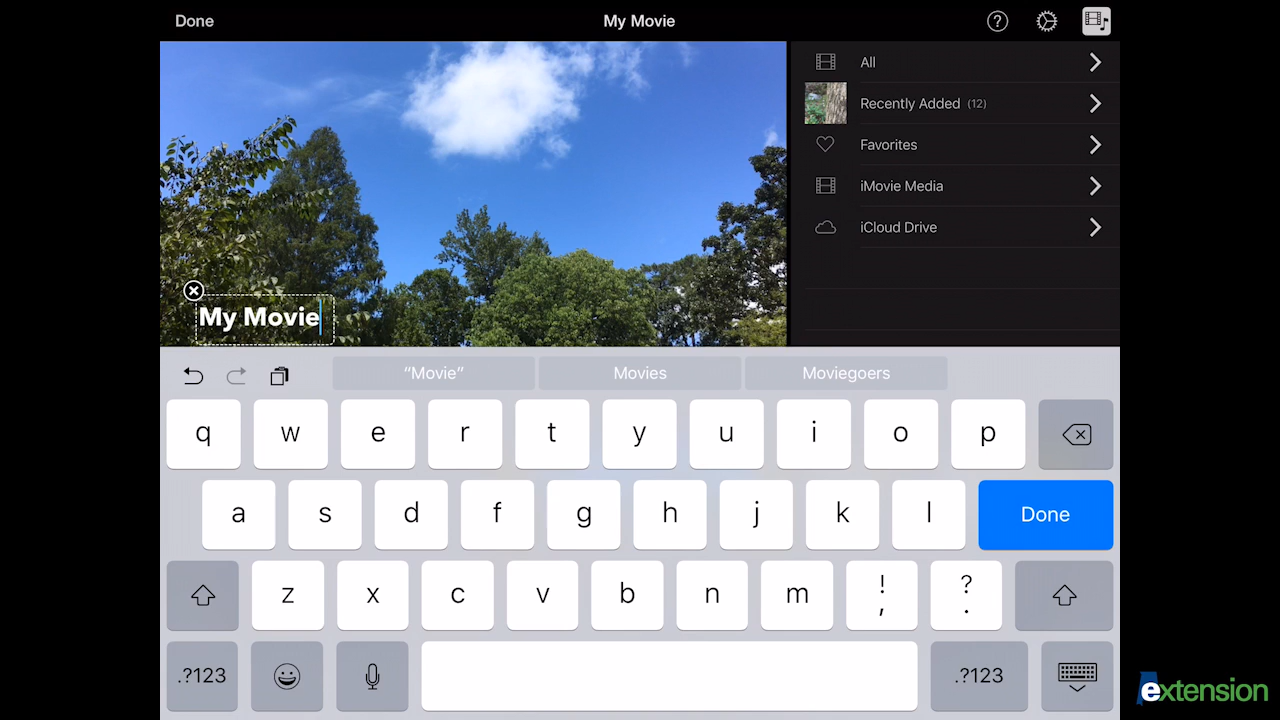 Done My Movie ?
All
Recently Added (12)
Favorites
iMovie Media
iCloud Drive
My Movie
“Movie” Movies Moviegoers
q w e r t y u i o p
a s d f g h j k l Done
z x c v b n m ! , ? .
.?123 .?123
extension